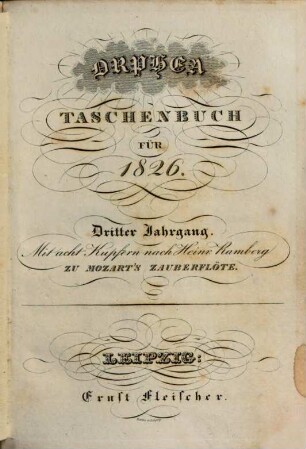 ORPHEA
TASCHENBUCH
FÜR
1826.
Dritter Jahrgang.
Mit acht Kupfern nach Heinr. Ramberg
ZU MOZART'S ZAUBERFLÖTE.
LEIPZIG:
Ernst Fleischer.